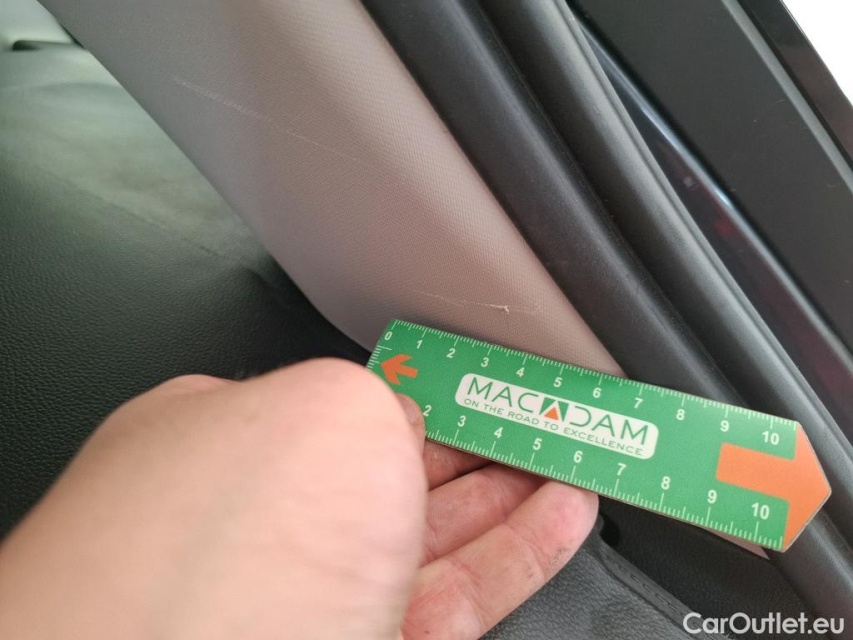 0 1 2 3 4 5 6 7 8 9 10
MACADAM
ON THE ROAD TO EXCELLENCE
2 3 4 5 6 7 8 9 10
CarOutlet.eu